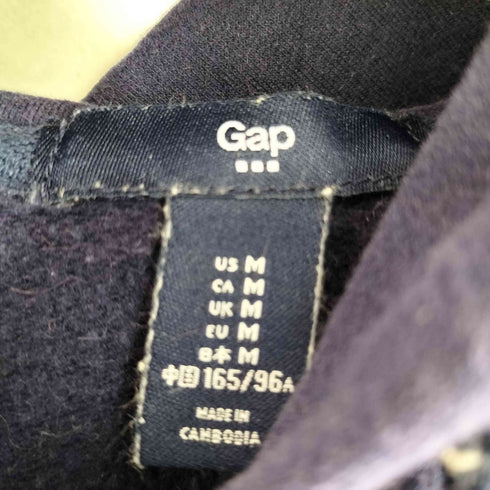 Gap
US M
CA M
UK M
EU M
日本 M
中国 165/96A
MADE IN
CAMBODIA